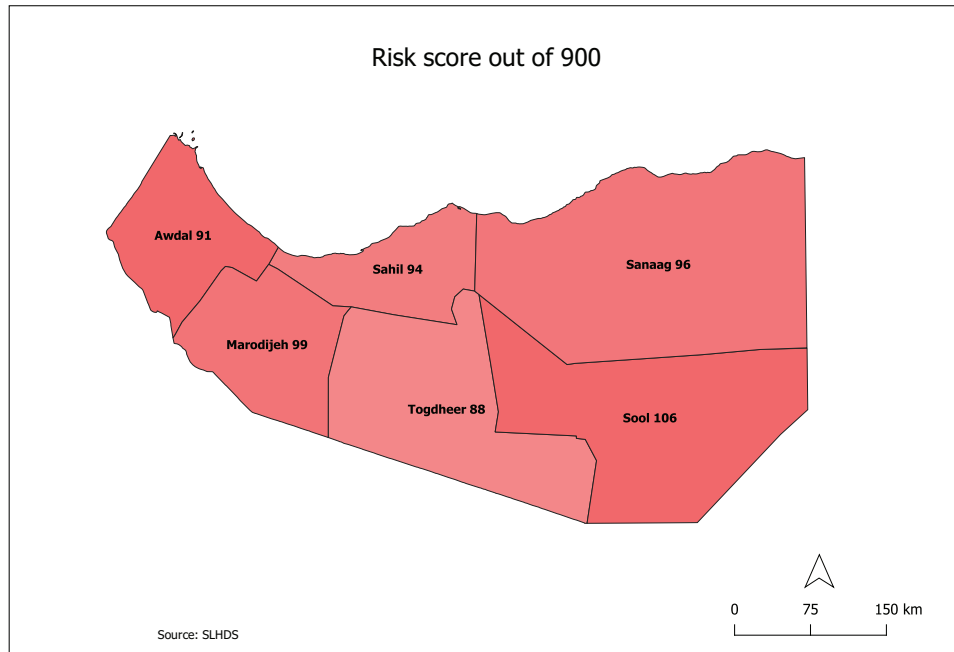 Risk score out of 900
Awdal 91
Sahil 94
Sanaag 96
Marodijeh 99
Togdheer 88
Sool 106
0 75 150 km
Source: SLHDS